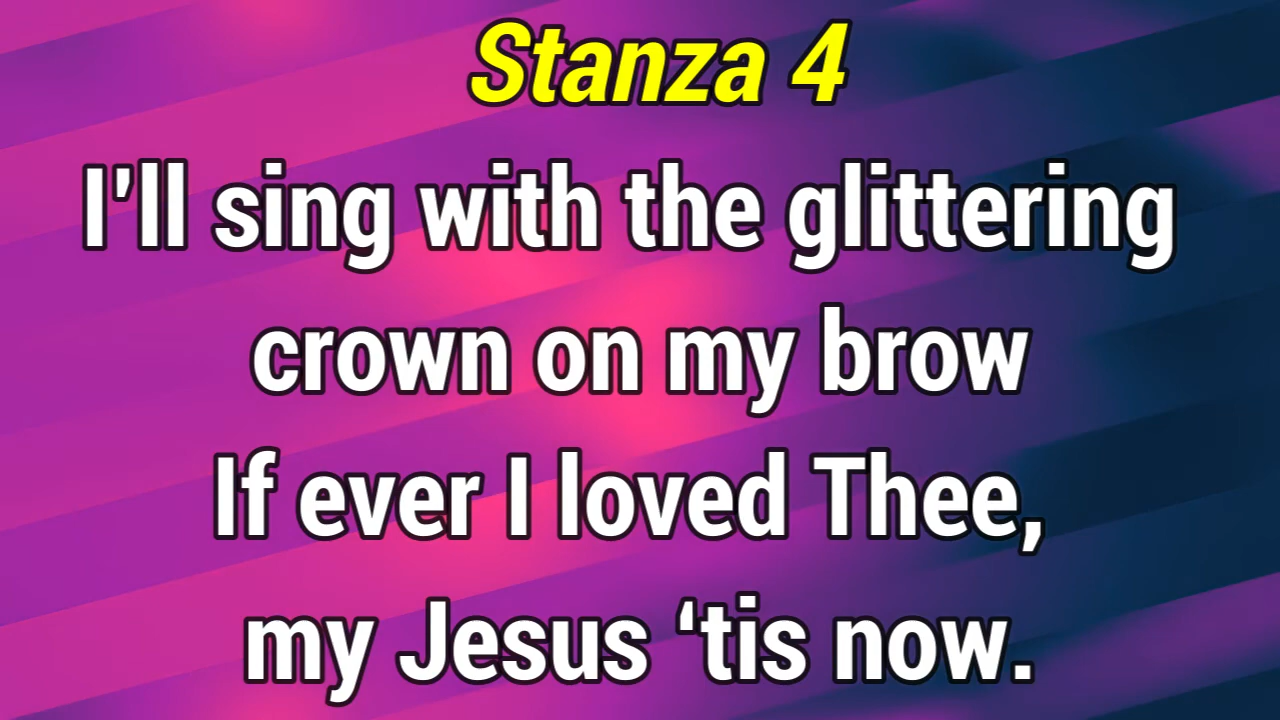 Stanza 4
I'll sing with the glittering
crown on my brow
If ever I loved Thee,
my Jesus ‘tis now.